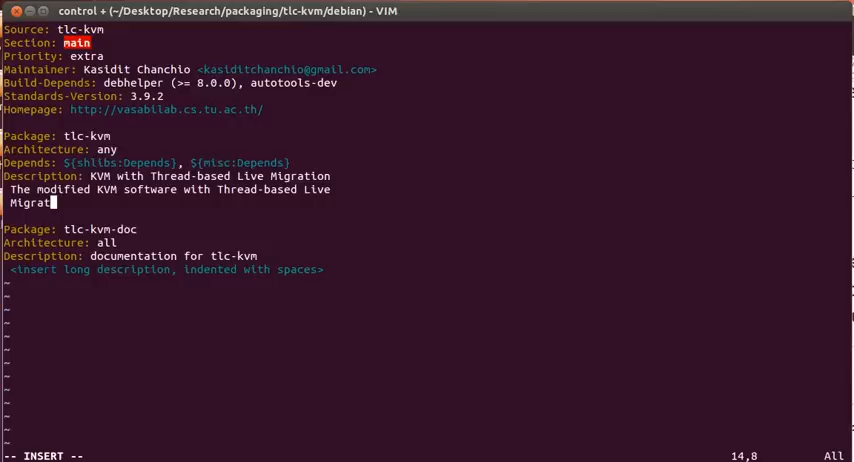 control + (~/Desktop/Research/packaging/tlc-kvm/debian) - VIM
Source: tlc-kvm
Section: main
Priority: extra
Maintainer: Kasidit Chanchio <kasiditchanchio@gmail.com>
Build-Depends: debhelper (>= 8.0.0), autotools-dev
Standards-Version: 3.9.2
Homepage: http://vasabilab.cs.tu.ac.th/
Package: tlc-kvm
Architecture: any
Depends: ${shlibs:Depends}, ${misc:Depends}
Description: KVM with Thread-based Live Migration
The modified KVM software with Thread-based Live
Migrat
Package: tlc-kvm-doc
Architecture: all
Description: documentation for tlc-kvm
<insert long description, indented with spaces>
~
~
~
~
~
~
~
~
~
~
~
~
~
-- INSERT -- 14,8 All